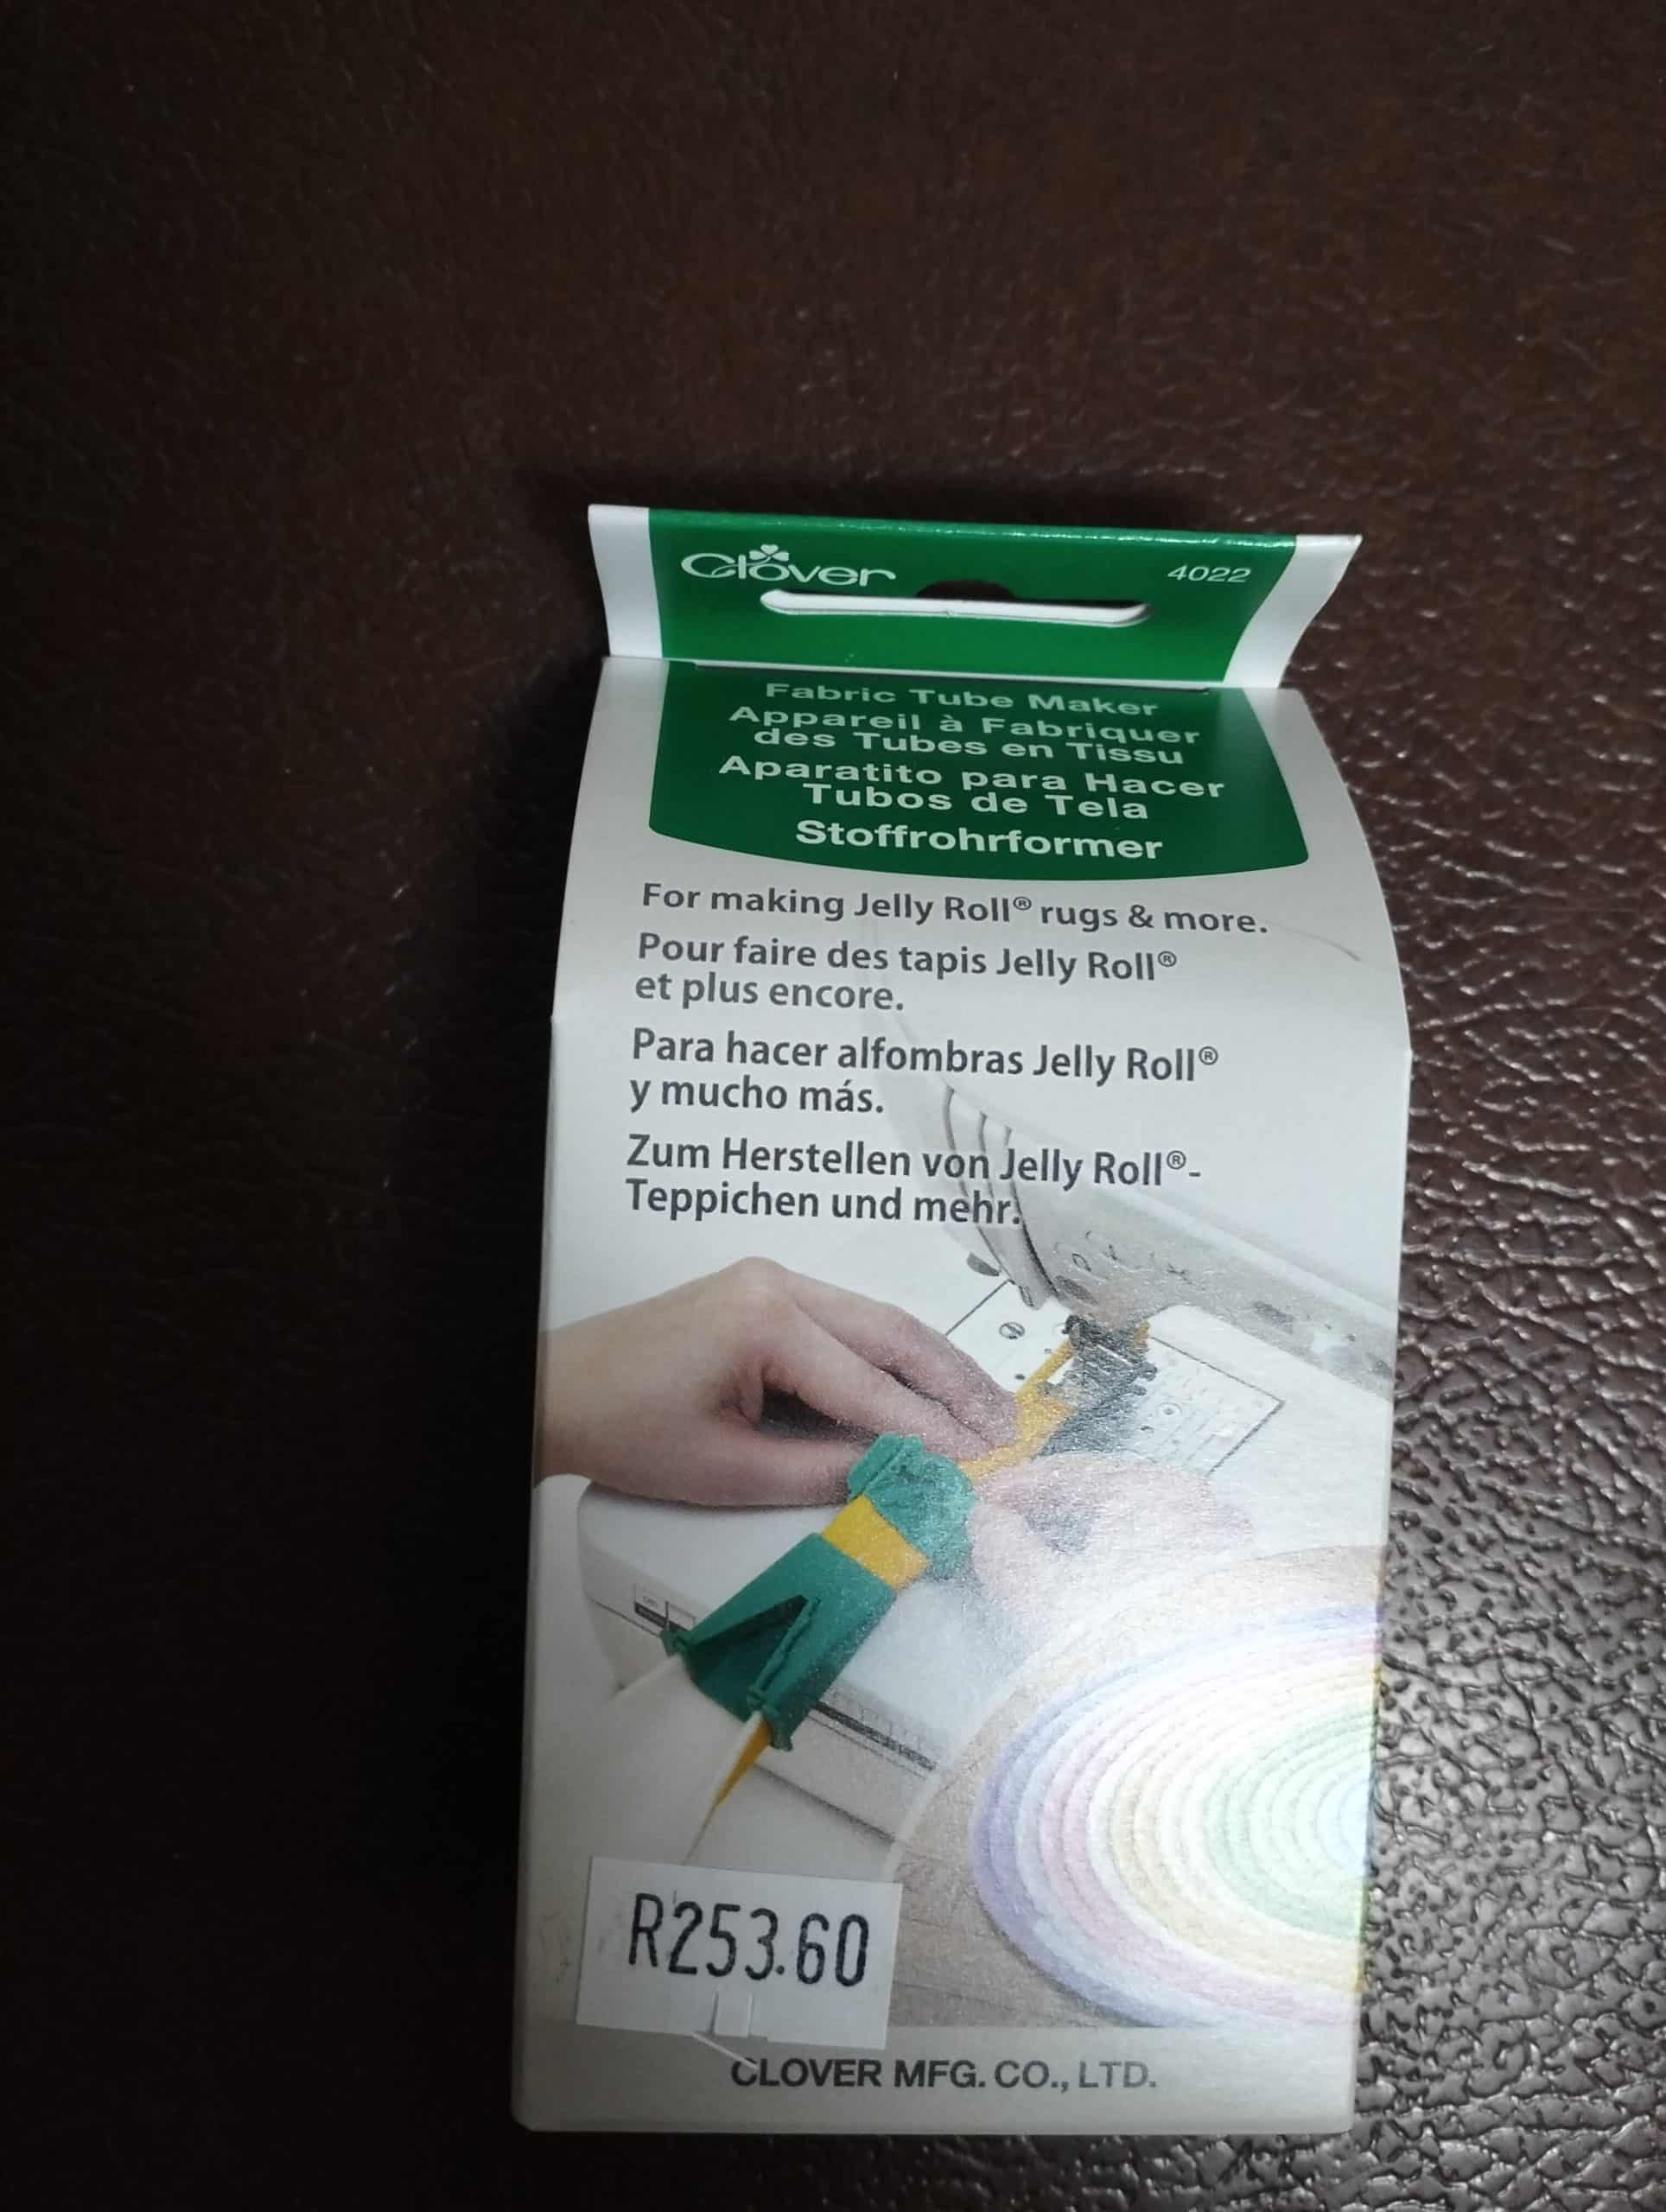 Clover
4022
Fabric Tube Maker
Appareil à Fabriquer
des Tubes en Tissu
Aparatito para Hacer
Tubos de Tela
Stoffrohrformer
For making Jelly Roll® rugs & more.
Pour faire des tapis Jelly Roll®
et plus encore.
Para hacer alfombras Jelly Roll®
y mucho más.
Zum Herstellen von Jelly Roll®-
Teppichen und mehr.
R253.60
CLOVER MFG. CO., LTD.